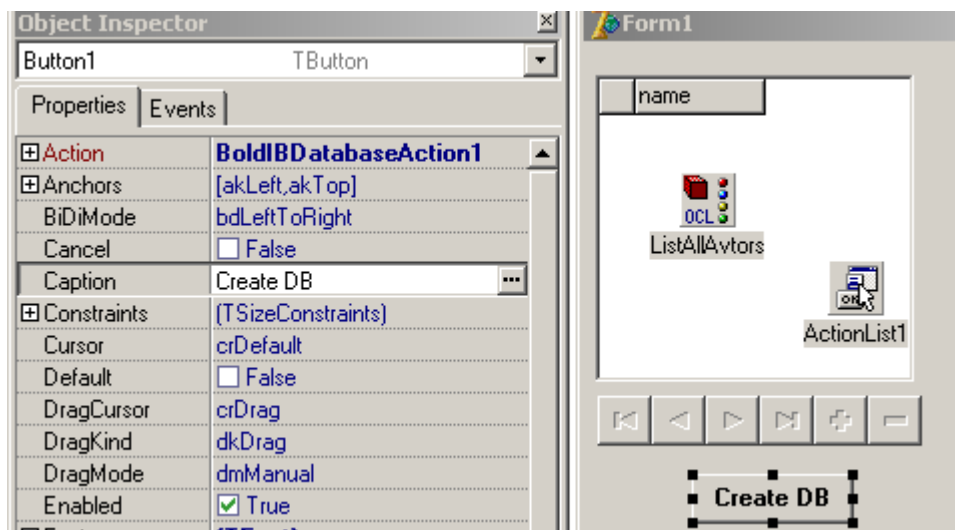 Object Inspector
Button1 TButton
Properties Events
Action BoldIBDatabaseAction1
Anchors [akLeft,akTop]
BiDiMode bdLeftToRight
Cancel False
Caption Create DB
Constraints (TSizeConstraints)
Cursor crDefault
Default False
DragCursor crDrag
DragKind dkDrag
DragMode dmManual
Enabled True
Form1
name
OCL
ListAllAvtors
ActionList1
Create DB